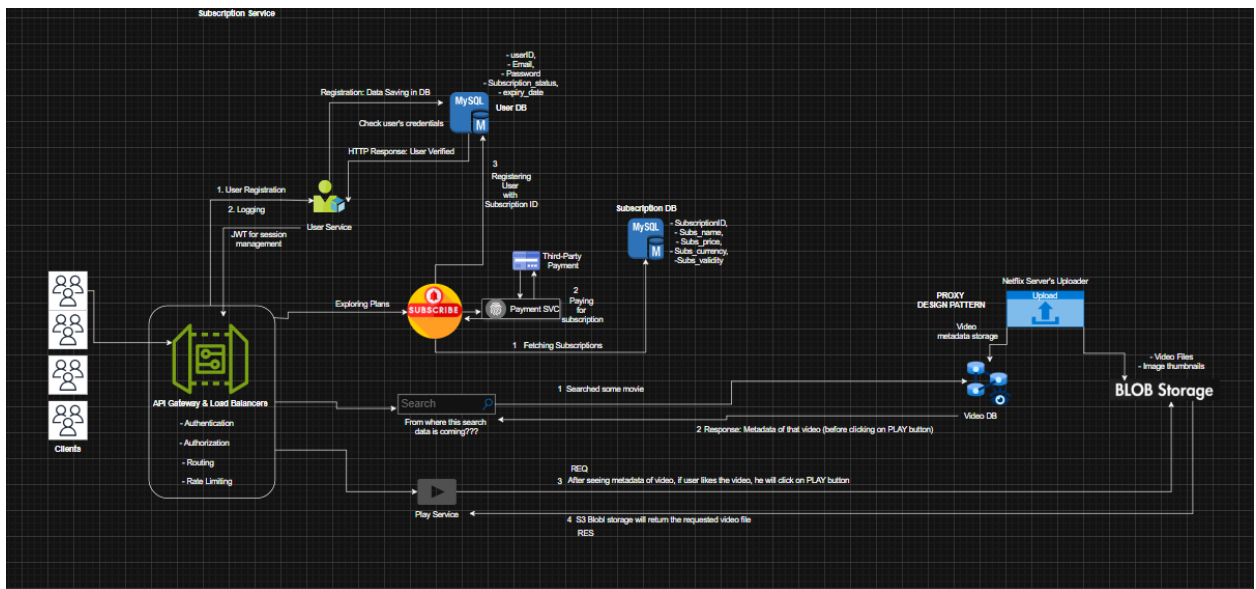 Subscription Service
- userID,
- Email,
- Password
- Subscription_status,
- expiry_date
Registration: Data Saving in DB
MySQL
M
User DB
Check user's credentials
HTTP Response: User Verified
3
Registering
User
with
Subscription ID
1. User Registration
2. Logging
User Service
JWT for session
management
Subscription DB
MySQL
M
- SubscriptionID,
- Subs_name,
- Subs_price,
- Subs_currency,
-Subs_validity
Third-Party
Payment
Netflix Server's Uploader
Upload
PROXY
DESIGN PATTERN
Video
metadata storage
Exploring Plans
SUBSCRIBE
Payment SVC
2
Paying
for
subscription
1 Fetching Subscriptions
- Video Files
- Image thumbnails
BLOB Storage
API Gateway & Load Balancers
- Authentication
- Authorization
- Routing
- Rate Limiting
Clients
1 Searched some movie
Search
From where this search
data is coming???
Video DB
2 Response: Metadata of that video (before clicking on PLAY button)
REQ
3 After seeing metadata of video, if user likes the video, he will click on PLAY button
Play Service
4 S3 Blobi storage will return the requested video file
RES